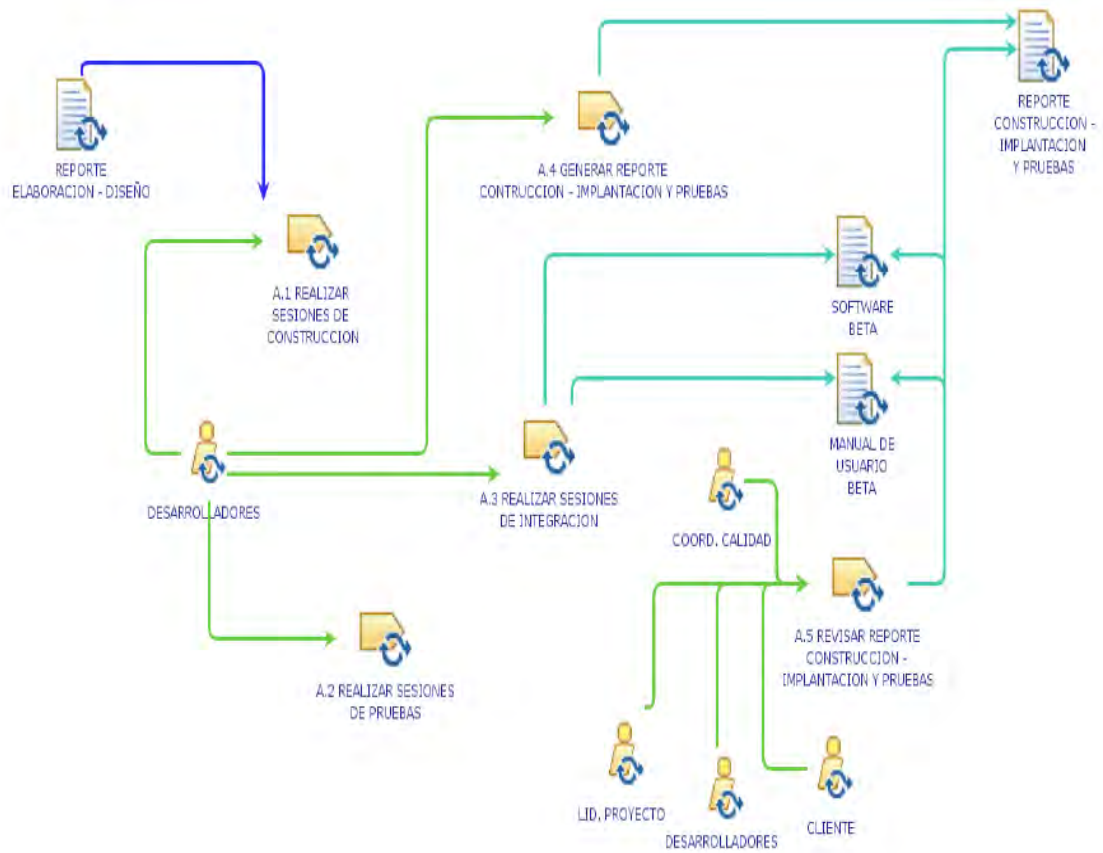 REPORTE
ELABORACION - DISEÑO
A.4 GENERAR REPORTE
CONTRUCCION - IMPLANTACION Y PRUEBAS
REPORTE
CONSTRUCCION -
IMPLANTACION
Y PRUEBAS
A.1 REALIZAR
SESIONES DE
CONSTRUCCION
SOFTWARE
BETA
DESARROLLADORES
A.3 REALIZAR SESIONES
DE INTEGRACION
MANUAL DE
USUARIO
BETA
COORD. CALIDAD
A.5 REVISAR REPORTE
CONSTRUCCION -
IMPLANTACION Y PRUEBAS
A.2 REALIZAR SESIONES
DE PRUEBAS
LID. PROYECTO
DESARROLLADORES
CLIENTE